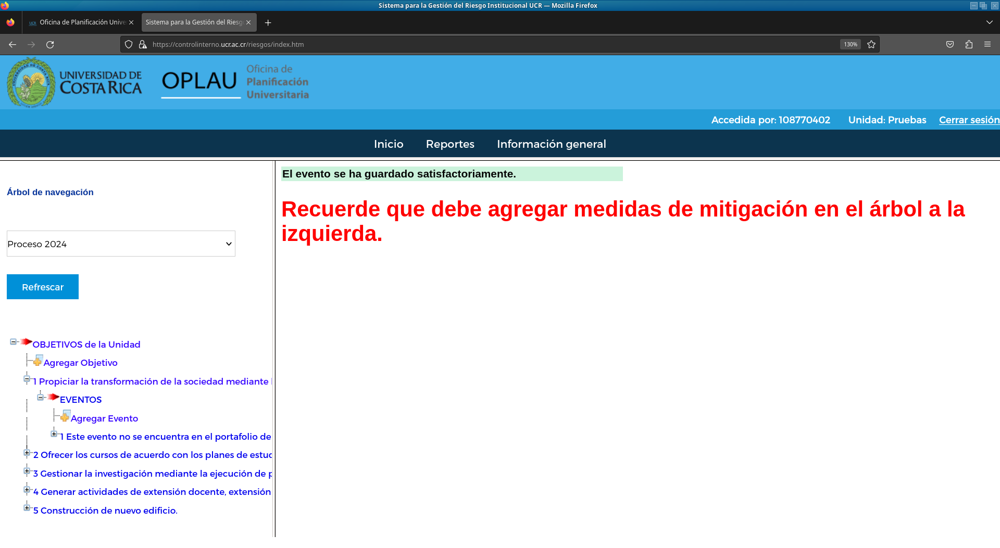 Sistema para la Gestión del Riesgo Institucional UCR — Mozilla Firefox
UCR Oficina de Planificación Unive
Sistema para la Gestión del Riesg
https://controlinterno.ucr.ac.cr/riesgos/index.htm
130%
UNIVERSIDAD DE
COSTA RICA
OPLAU
Oficina de
Planificación
Universitaria
Accedida por: 108770402 Unidad: Pruebas Cerrar sesión
Inicio Reportes Información general
Árbol de navegación
Proceso 2024
Refrescar
OBJETIVOS de la Unidad
Agregar Objetivo
1 Propiciar la transformación de la sociedad mediante
EVENTOS
Agregar Evento
1 Este evento no se encuentra en el portafolio de
2 Ofrecer los cursos de acuerdo con los planes de estu
3 Gestionar la investigación mediante la ejecución de p
4 Generar actividades de extensión docente, extensión
5 Construcción de nuevo edificio.
El evento se ha guardado satisfactoriamente.
Recuerde que debe agregar medidas de mitigación en el árbol a la
izquierda.